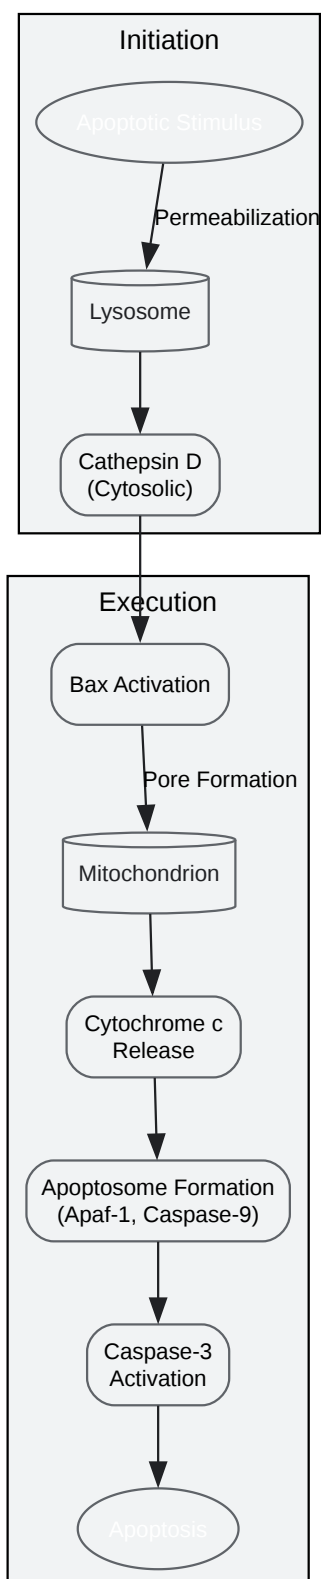 Initiation
Apoptotic Stimulus
Permeabilization
Lysosome
Cathepsin D
(Cytosolic)
Execution
Bax Activation
Pore Formation
Mitochondrion
Cytochrome c
Release
Apoptosome Formation
(Apaf-1, Caspase-9)
Caspase-3
Activation
Apoptosis